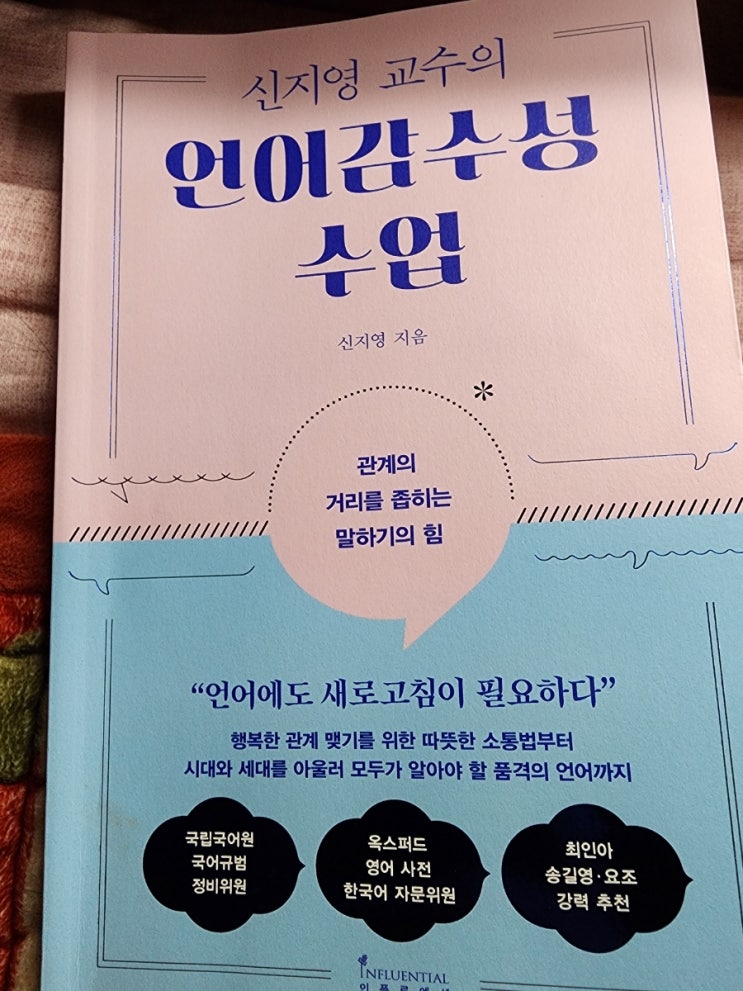 신지영 교수의
언어감수성
수업
신지영 지음
*
관계의
거리를 좁히는
말하기의 힘
“언어에도 새로고침이 필요하다”
행복한 관계 맺기를 위한 따뜻한 소통법부터
시대와 세대를 아울러 모두가 알아야 할 품격의 언어까지
국립국어원
국어규범
정비위원
옥스퍼드
영어 사전
한국어 자문위원
최인아
송길영·요조
강력 추천
INFLUENTIAL